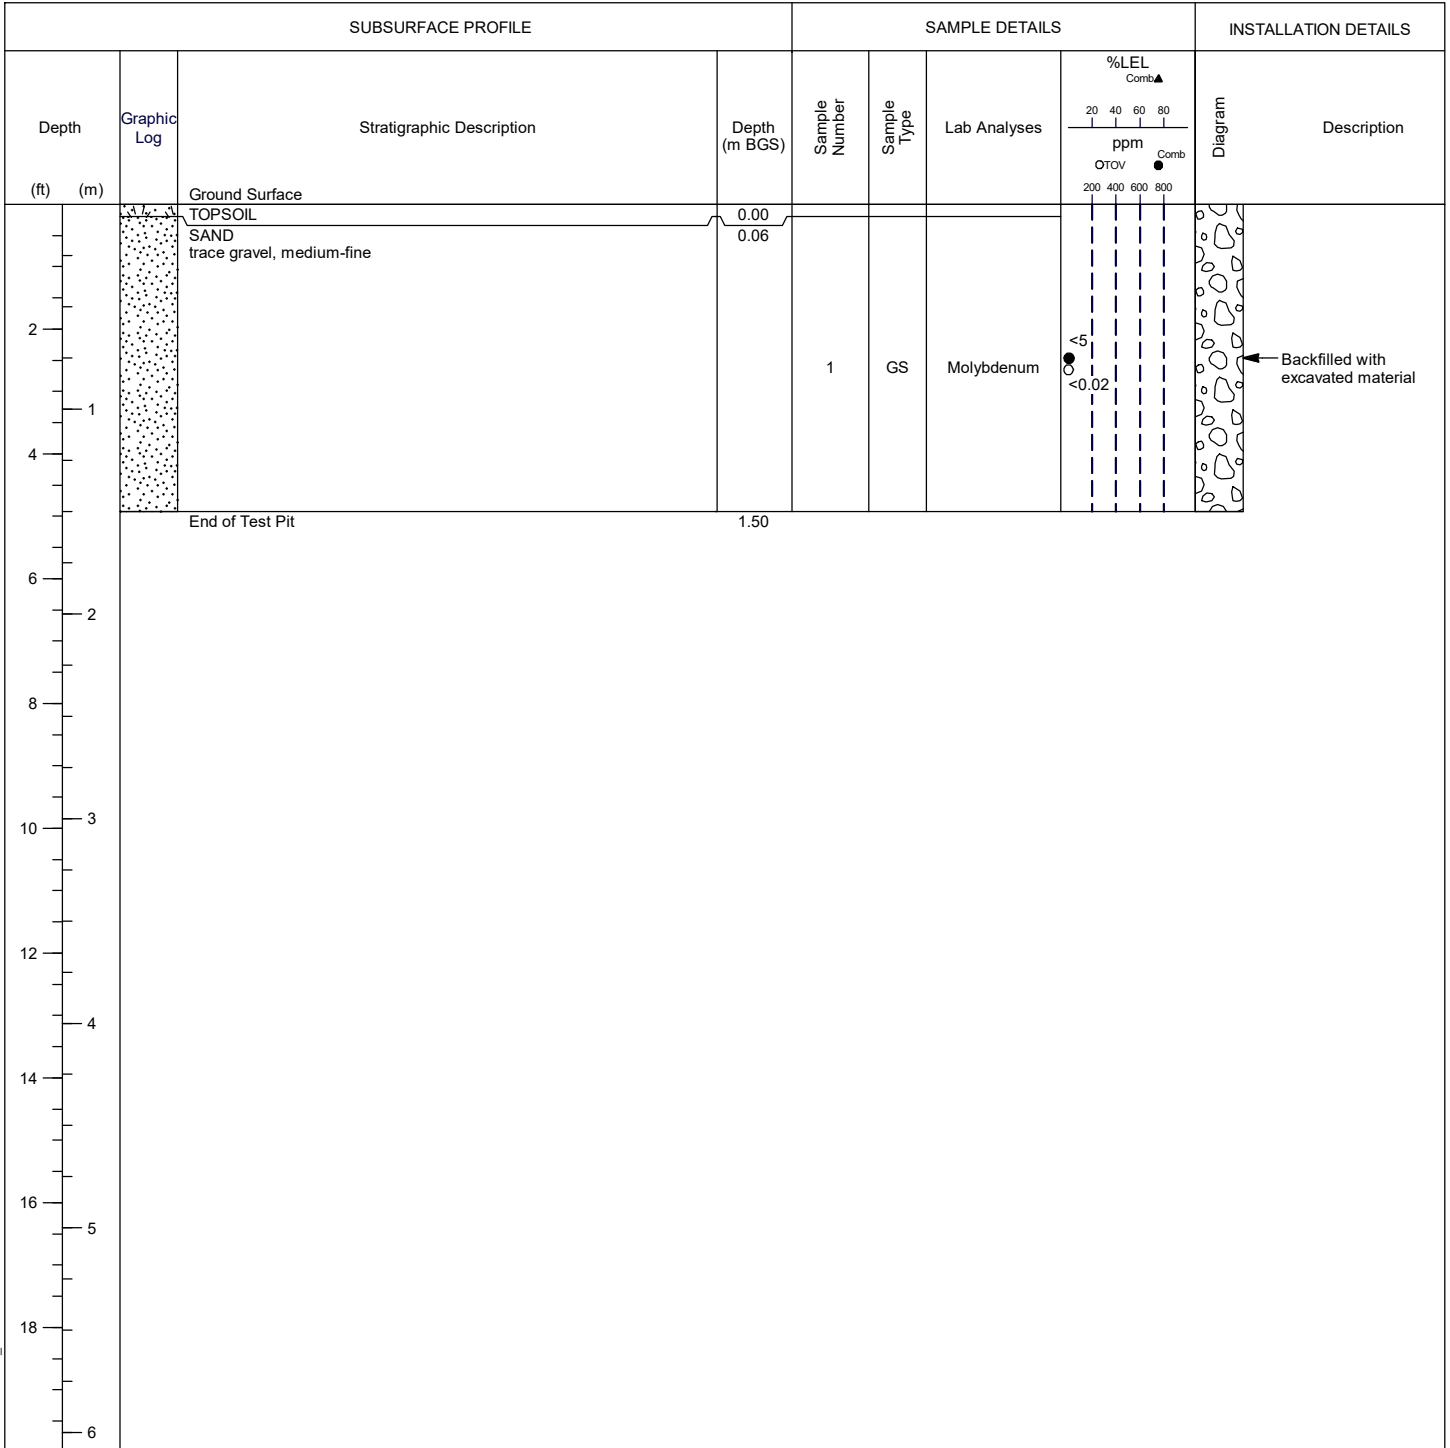 SUBSURFACE PROFILE
SAMPLE DETAILS
INSTALLATION DETAILS
Depth
(ft) (m)
Graphic
Log
Stratigraphic Description
Ground Surface
Depth
(m BGS)
Sample
Number
Sample
Type
Lab Analyses
%LEL
Comb
20 40 60 80
ppm
TOV
Comb
200 400 600 800
Diagram
Description
TOPSOIL 0.00
SAND 0.06
trace gravel, medium-fine
2
<5
1 GS Molybdenum
<0.02
Backfilled with
excavated material
1
4
End of Test Pit 1.50
6
2
8
3
10
12
4
14
16
5
18
6